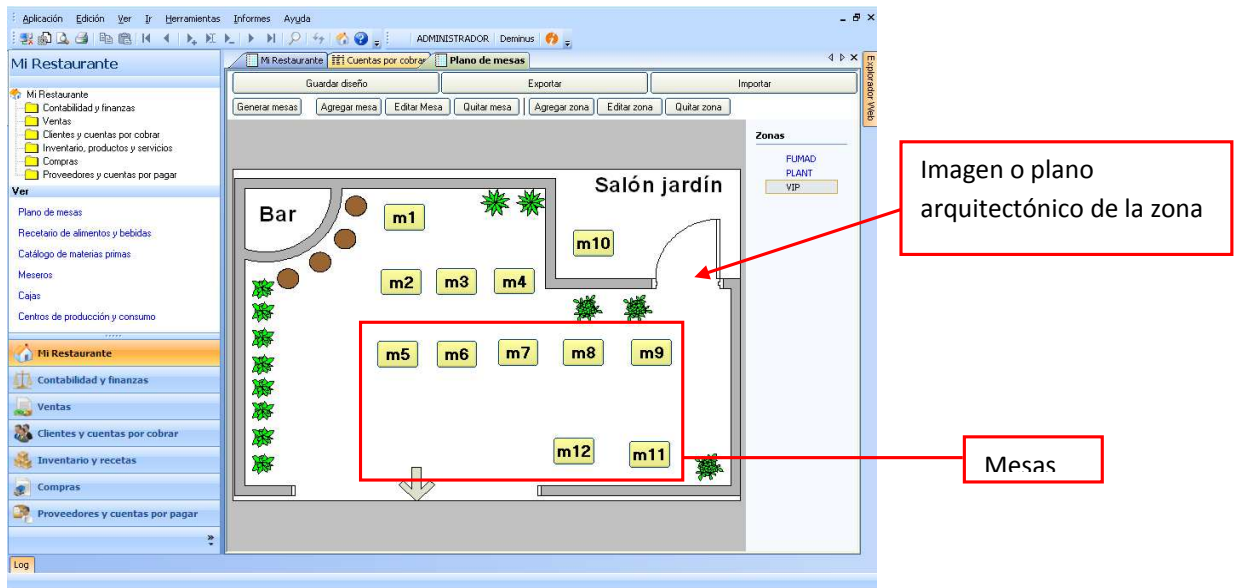 Aplicación Edición Ver Ir Herramientas Informes Ayuda
ADMINISTRADOR Deminus
Mi Restaurante
Mi Restaurante
Contabilidad y finanzas
Ventas
Clientes y cuentas por cobrar
Inventario, productos y servicios
Compras
Proveedores y cuentas por pagar
Ver
Plano de mesas
Recetario de alimentos y bebidas
Catálogo de materias primas
Meseros
Cajas
Centros de producción y consumo
Mi Restaurante
Contabilidad y finanzas
Ventas
Clientes y cuentas por cobrar
Inventario y recetas
Compras
Proveedores y cuentas por pagar
Log
Mi Restaurante Cuentas por cobrar Plano de mesas
Guardar diseño Exportar Importar
Generar mesas Agregar mesa Editar Mesa Quitar mesa Agregar zona Editar zona Quitar zona
Zonas
FUMAD
PLANT
VIP
Explorador Web
Salón jardín
Bar
m1
m10
m2 m3 m4
m5 m6 m7 m8 m9
m12 m11
Imagen o plano
arquitectónico de la zona
Mesas